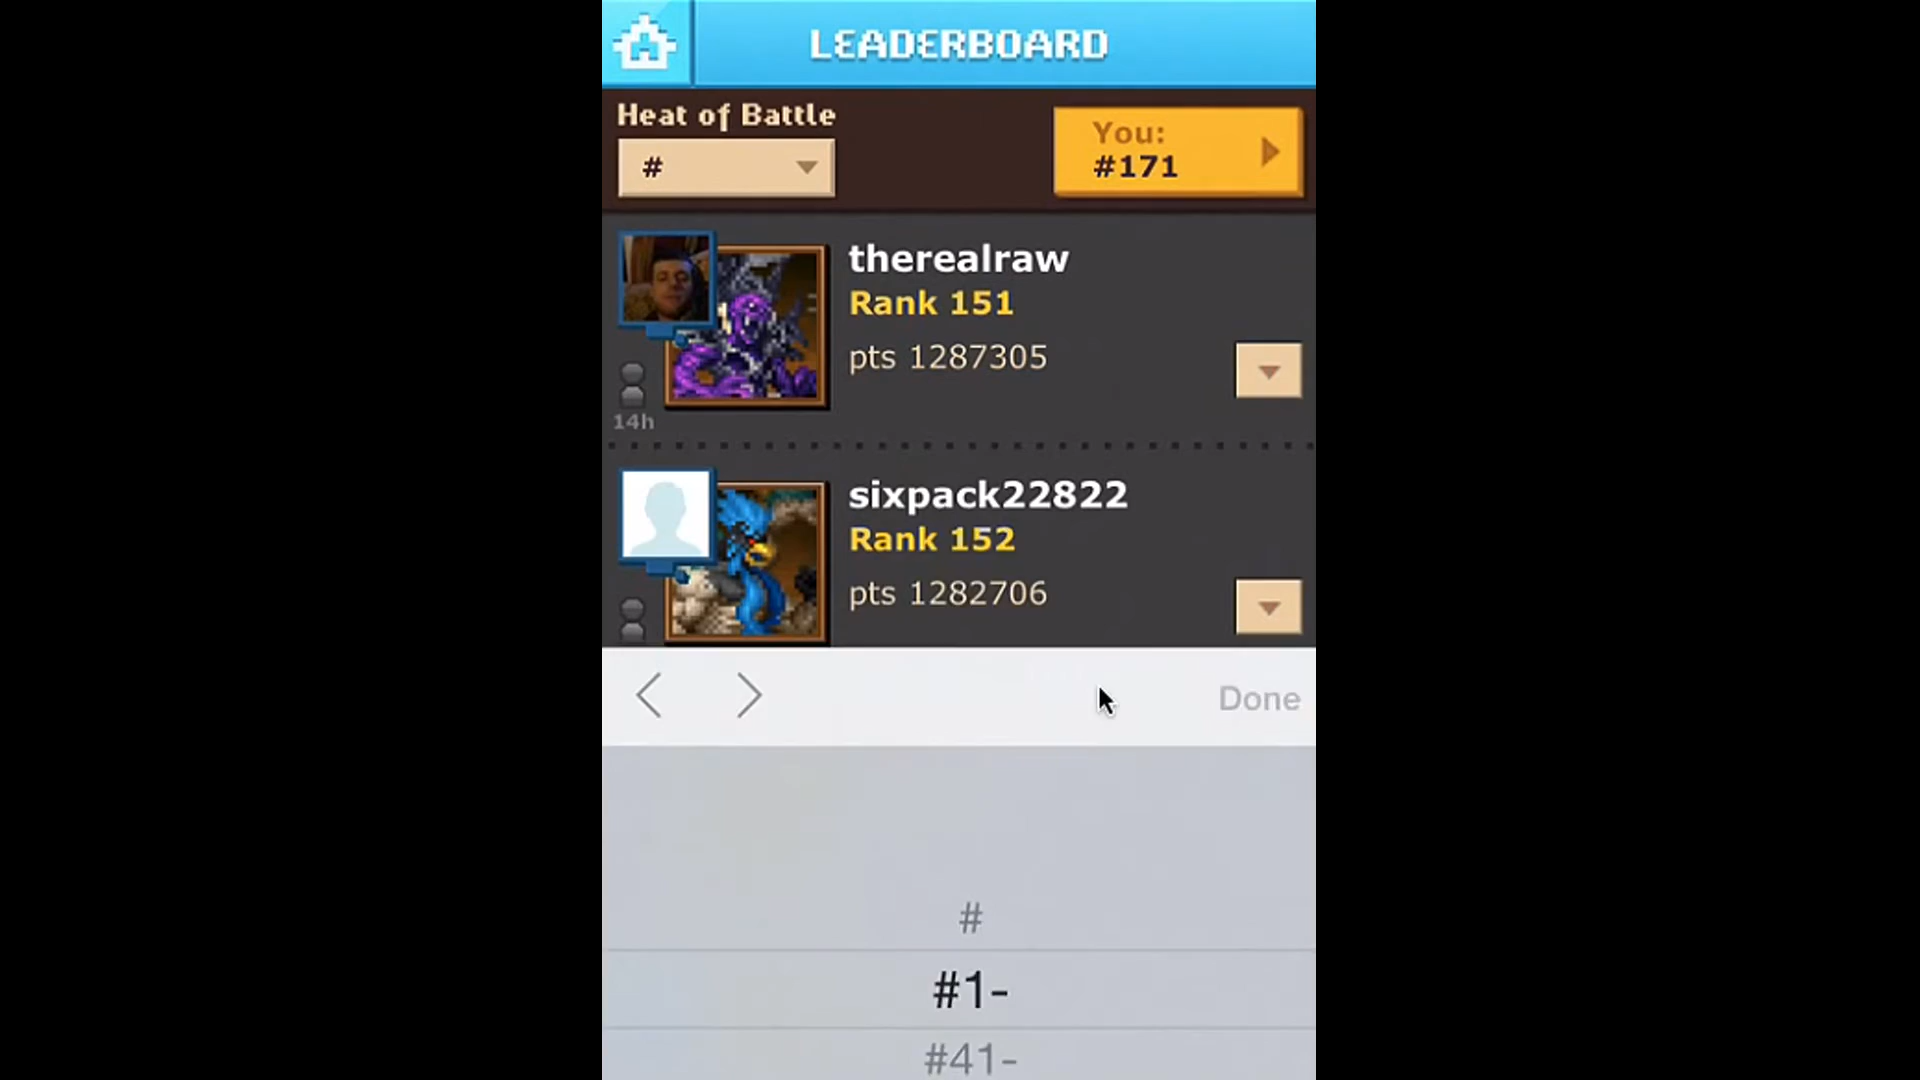 LEADERBOARD
Heat of Battle
#
You:
#171
therealraw
Rank 151
pts 1287305
14h
sixpack22822
Rank 152
pts 1282706
Done
#
#1-
#41-